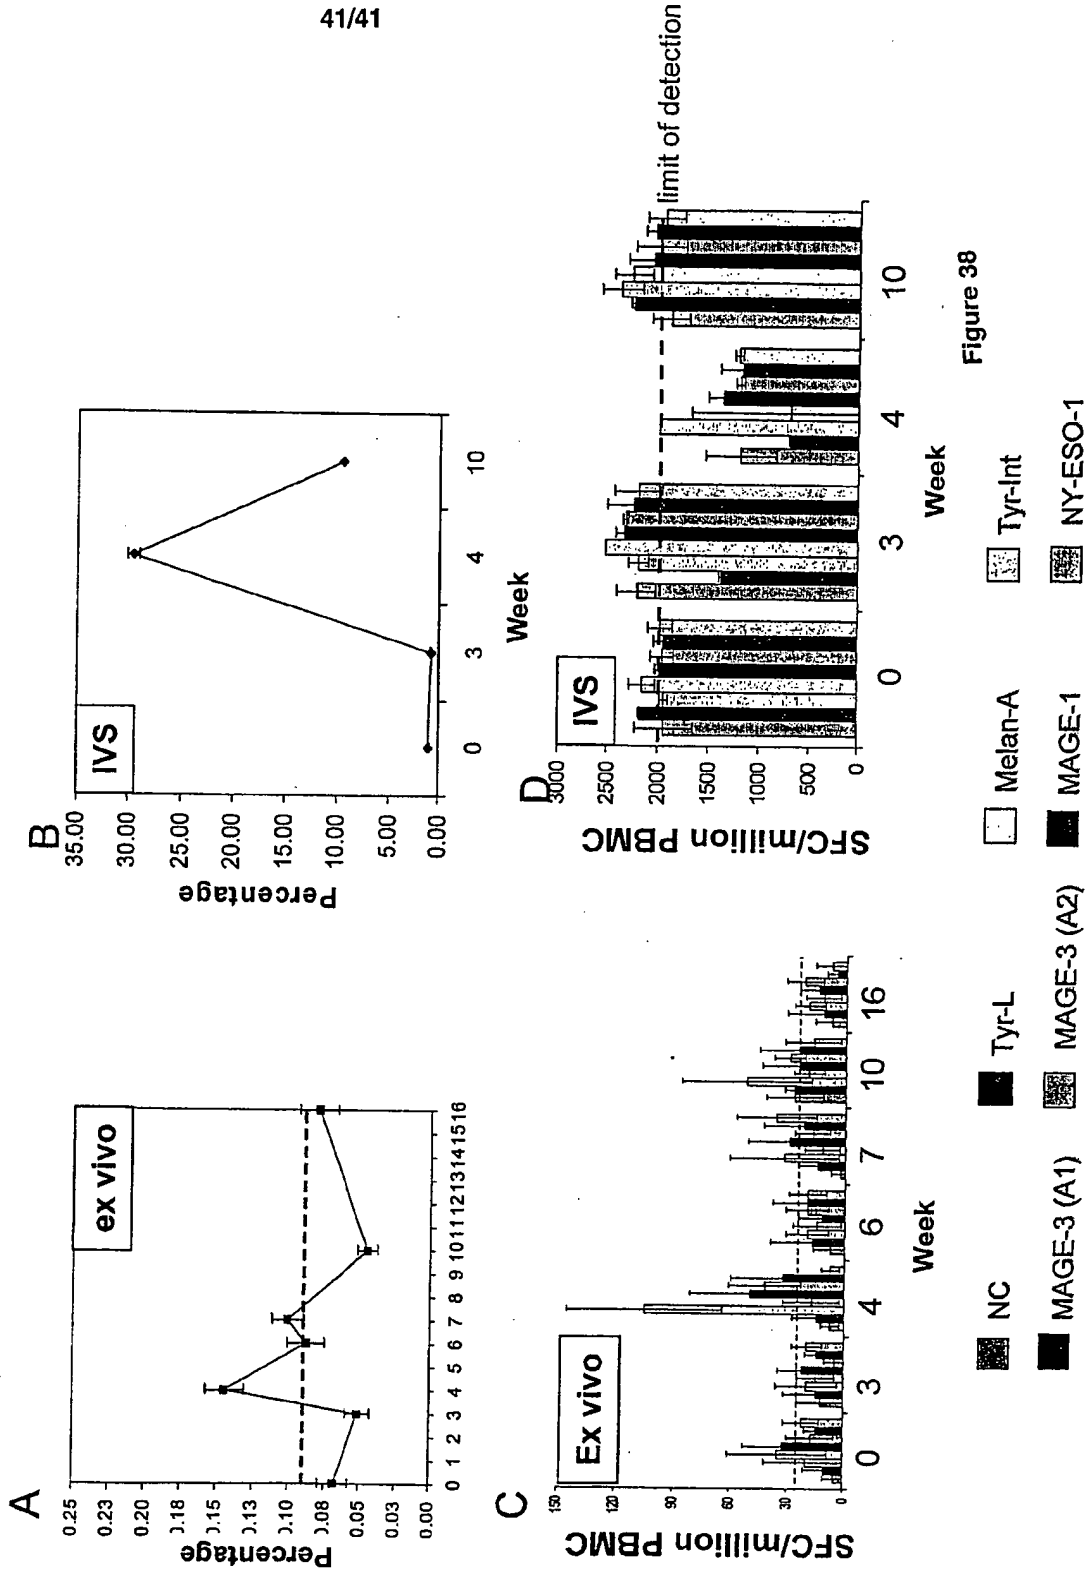 41/41
A
ex vivo
Percentage
0.25
0.23
0.20
0.18
0.15
0.10
0.08
0.05
0.03
0.00
0 1 2 3 4 5 6 7 8 9 10 11 12 13 14 15 16
B
IVS
Percentage
35.00
30.00
25.00
20.00
15.00
10.00
5.00
0.00
0 3 4 10
Week
C
Ex vivo
SFC/million PBMC
150
120
90
60
30
0
0 3 4 6 7 10 16
Week
D
IVS
SFC/million PBMC
3000
2500
2000
1500
1000
500
0
limit of detection
0 3 4 10
Week
Figure 38
NC
Tyr-L
Melan-A
Tyr-Int
MAGE-3 (A1)
MAGE-3 (A2)
MAGE-1
NY-ESO-1